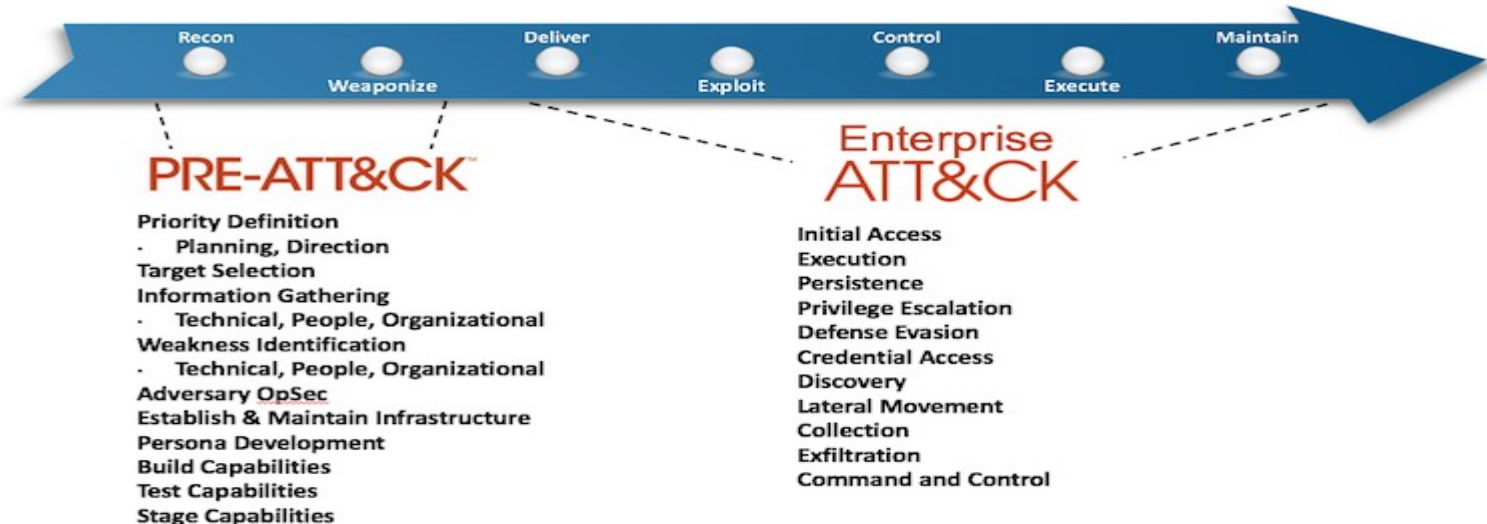 Recon
Weaponize
Deliver
Exploit
Control
Execute
Maintain
PRE-ATT&CK™
Priority Definition
- Planning, Direction
Target Selection
Information Gathering
- Technical, People, Organizational
Weakness Identification
- Technical, People, Organizational
Adversary OpSec
Establish & Maintain Infrastructure
Persona Development
Build Capabilities
Test Capabilities
Stage Capabilities
Enterprise
ATT&CK
Initial Access
Execution
Persistence
Privilege Escalation
Defense Evasion
Credential Access
Discovery
Lateral Movement
Collection
Exfiltration
Command and Control